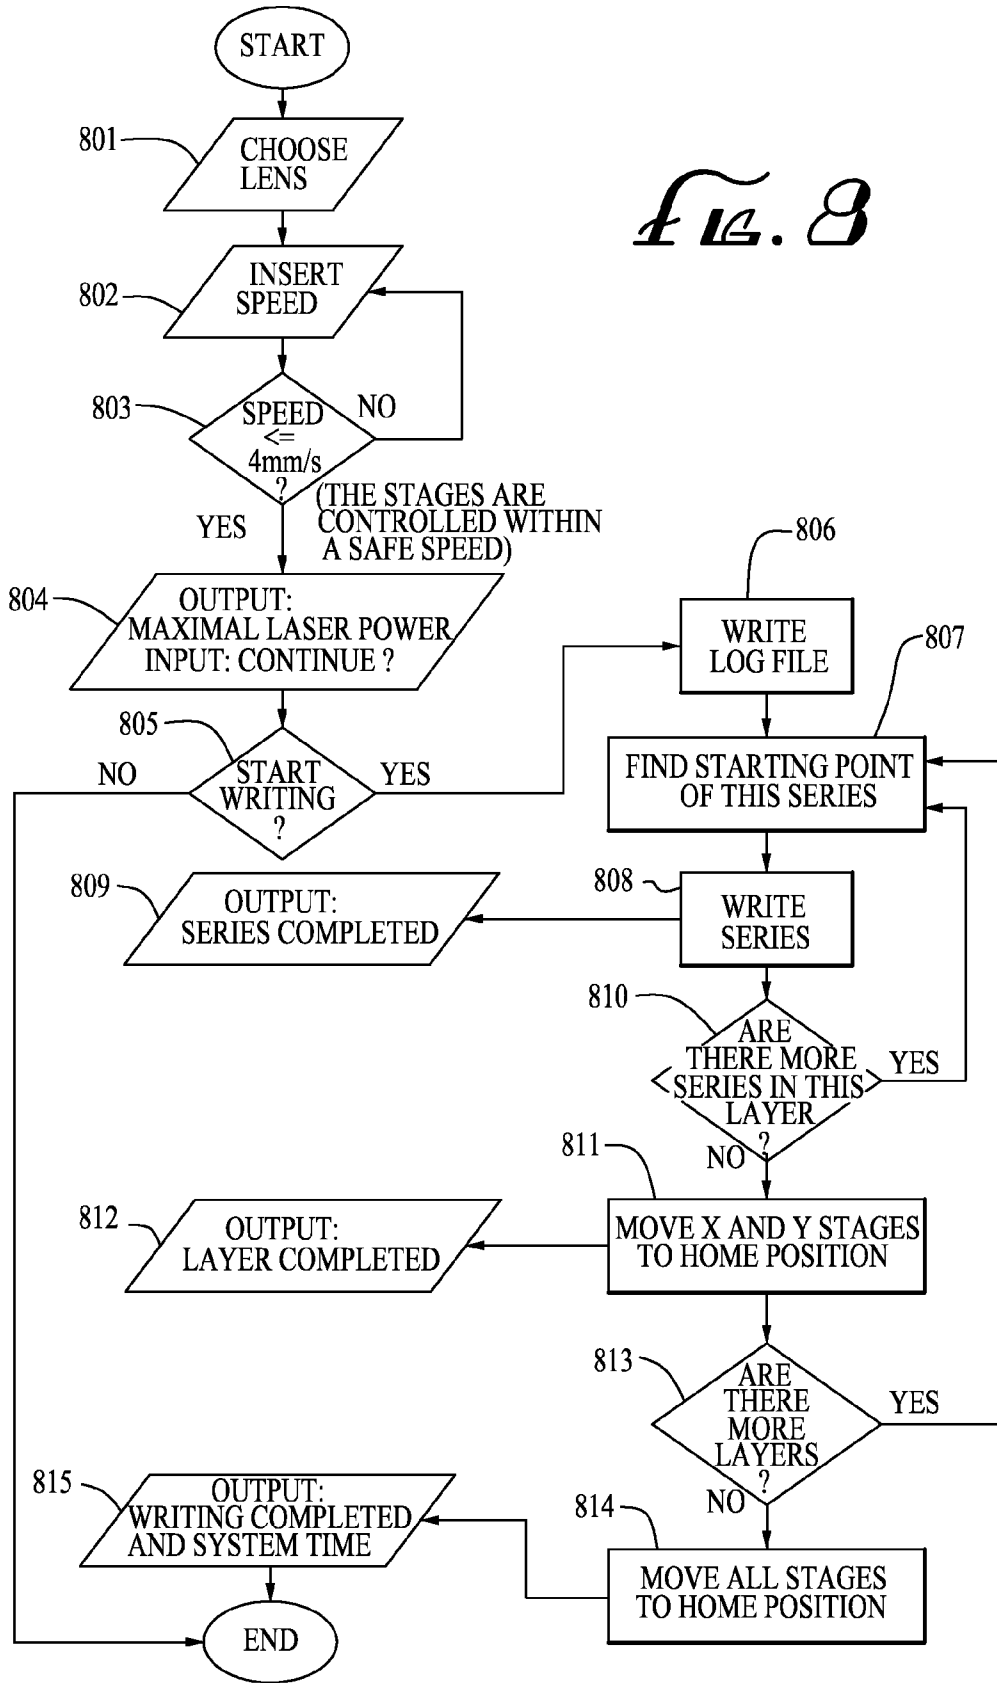 START
801
CHOOSE
LENS
FIG. 8
802
INSERT
SPEED
803
SPEED
<=
4mm/s
?
NO
YES
(THE STAGES ARE
CONTROLLED WITHIN
A SAFE SPEED)
804
OUTPUT:
MAXIMAL LASER POWER
INPUT: CONTINUE ?
805
START
WRITING
?
NO
YES
806
WRITE
LOG FILE
807
FIND STARTING POINT
OF THIS SERIES
808
WRITE
SERIES
809
OUTPUT:
SERIES COMPLETED
810
ARE
THERE MORE
SERIES IN THIS
LAYER
?
YES
NO
811
MOVE X AND Y STAGES
TO HOME POSITION
812
OUTPUT:
LAYER COMPLETED
813
ARE
THERE
MORE
LAYERS
?
YES
NO
814
MOVE ALL STAGES
TO HOME POSITION
815
OUTPUT:
WRITING COMPLETED
AND SYSTEM TIME
END